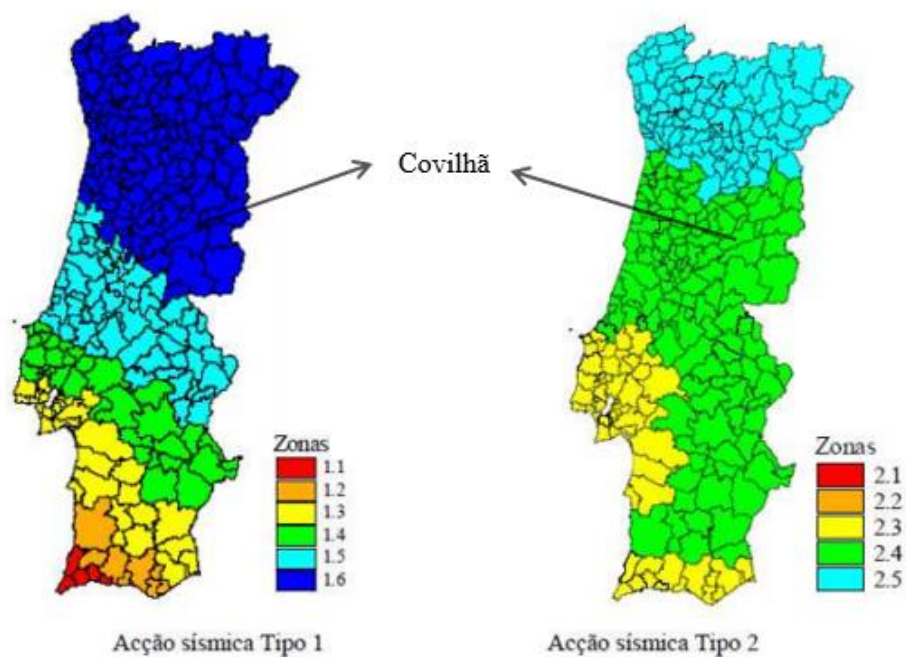 Covilhã
Zonas
1.1
1.2
1.3
1.4
1.5
1.6
Zonas
2.1
2.2
2.3
2.4
2.5
Acção sísmica Tipo 1
Acção sísmica Tipo 2